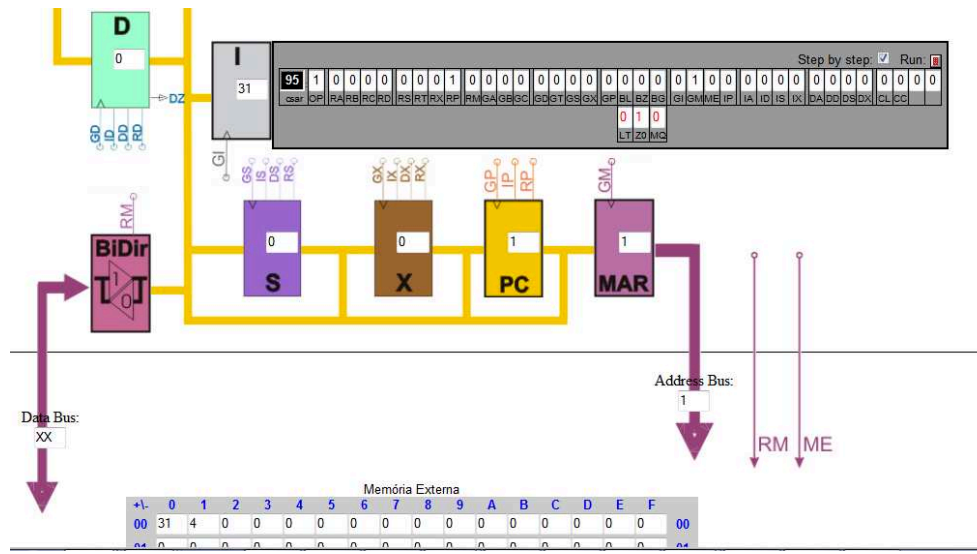 D
0
DZ
GD ID DD RD
I
31
GI
Step by step: Run:
95 1 0 0 0 0 0 0 0 1 0 0 0 0 0 0 0 0 0 0 0 0 0 1 0 0 0 0 0 0 0 0 0 0 0 0 0 0
csar OP RA RB RC RD RS RT RX RP RM GA GB GC GD GT GS GX GP BL BZ BG GI GM ME IP IA ID IS IX DA DD DS DX CL CC
0 1 0
LT Z0 MQ
RM
BiDir
1
0
GS IS DS RS
0
S
GX IX DX RX
0
X
GP IP RP
1
PC
GM
1
MAR
Data Bus:
XX
Address Bus:
1
RM ME
Memória Externa
+\- 0 1 2 3 4 5 6 7 8 9 A B C D E F
00 31 4 0 0 0 0 0 0 0 0 0 0 0 0 0 0 00